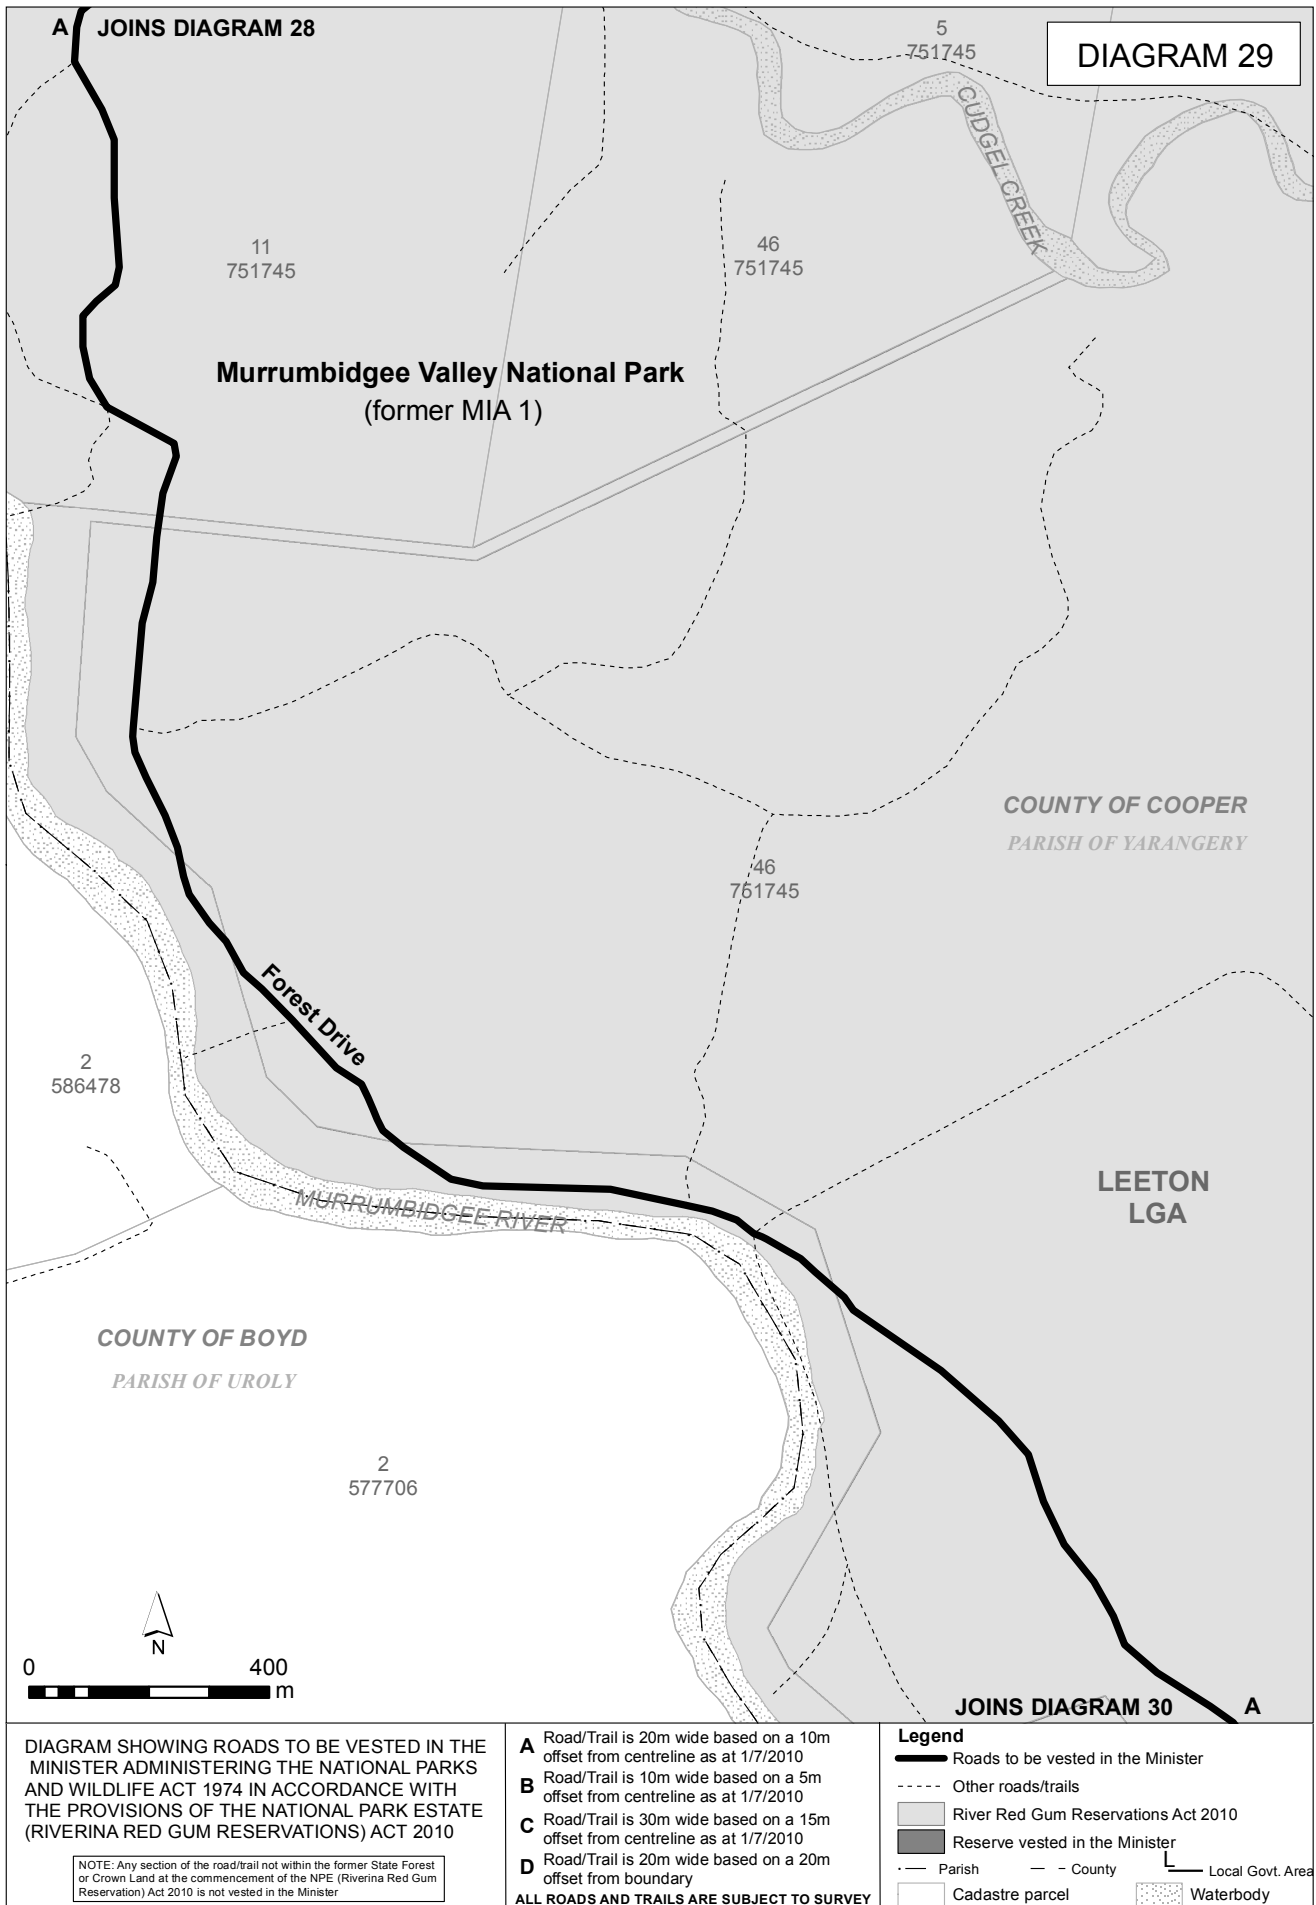 A JOINS DIAGRAM 28
5
751745
DIAGRAM 29
CUDGEL CREEK
11
751745
46
751745
Murrumbidgee Valley National Park
(former MIA 1)
COUNTY OF COOPER
PARISH OF YARANGERY
46
751745
Forest Drive
2
586478
MURRUMBIDGEE RIVER
LEETON
LGA
COUNTY OF BOYD
PARISH OF UROLY
2
577706
N
0 400
m
JOINS DIAGRAM 30 A
DIAGRAM SHOWING ROADS TO BE VESTED IN THE
MINISTER ADMINISTERING THE NATIONAL PARKS
AND WILDLIFE ACT 1974 IN ACCORDANCE WITH
THE PROVISIONS OF THE NATIONAL PARK ESTATE
(RIVERINA RED GUM RESERVATIONS) ACT 2010
NOTE: Any section of the road/trail not within the former State Forest
or Crown Land at the commencement of the NPE (Riverina Red Gum
Reservation) Act 2010 is not vested in the Minister
A Road/Trail is 20m wide based on a 10m
offset from centreline as at 1/7/2010
B Road/Trail is 10m wide based on a 5m
offset from centreline as at 1/7/2010
C Road/Trail is 30m wide based on a 15m
offset from centreline as at 1/7/2010
D Road/Trail is 20m wide based on a 20m
offset from boundary
ALL ROADS AND TRAILS ARE SUBJECT TO SURVEY
Legend
Roads to be vested in the Minister
Other roads/trails
River Red Gum Reservations Act 2010
Reserve vested in the Minister
Parish County Local Govt. Area
Cadastre parcel Waterbody